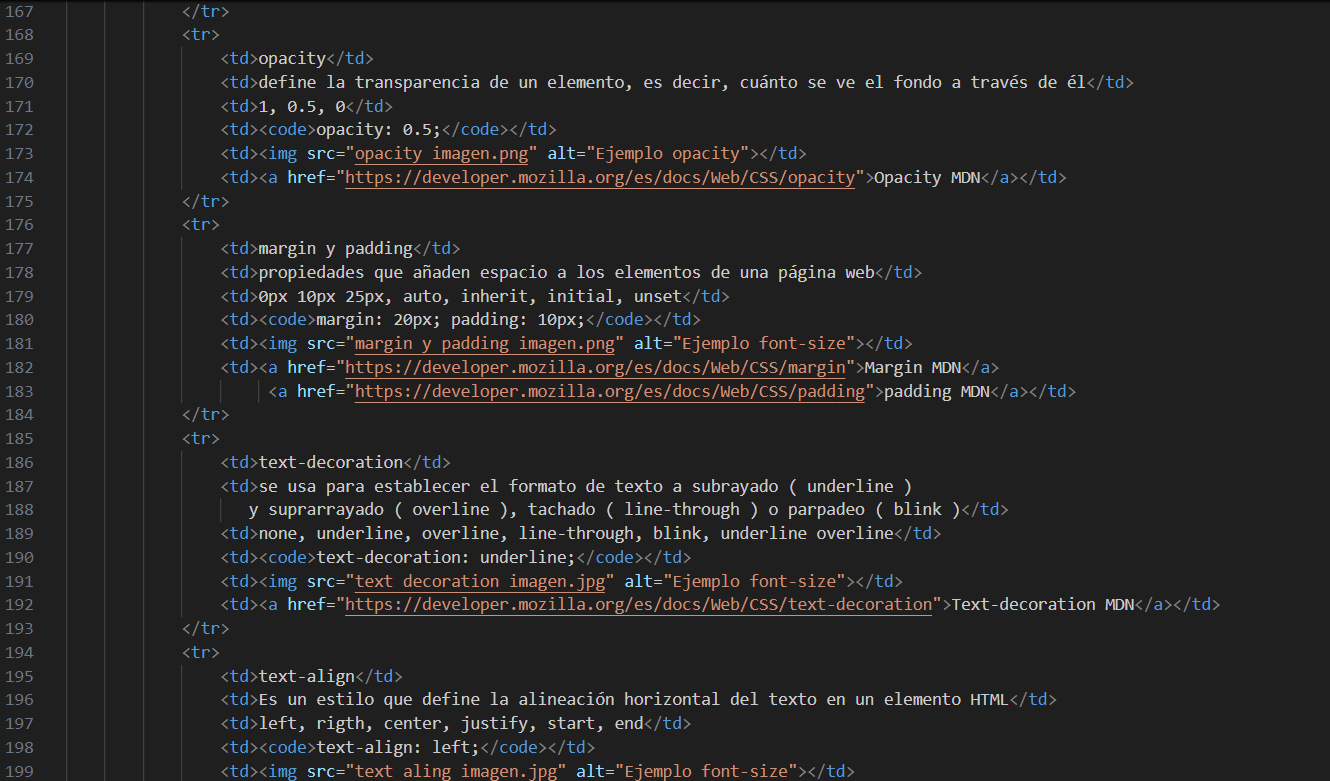 167 </tr>
168 <tr>
169 <td>opacity</td>
170 <td>define la transparencia de un elemento, es decir, cuánto se ve el fondo a través de él</td>
171 <td>1, 0.5, 0</td>
172 <td><code>opacity: 0.5;</code></td>
173 <td><img src="opacity imagen.png" alt="Ejemplo opacity"></td>
174 <td><a href="https://developer.mozilla.org/es/docs/Web/CSS/opacity">Opacity MDN</a></td>
175 </tr>
176 <tr>
177 <td>margin y padding</td>
178 <td>propiedades que añaden espacio a los elementos de una página web</td>
179 <td>0px 10px 25px, auto, inherit, initial, unset</td>
180 <td><code>margin: 20px; padding: 10px;</code></td>
181 <td><img src="margin y padding imagen.png" alt="Ejemplo font-size"></td>
182 <td><a href="https://developer.mozilla.org/es/docs/Web/CSS/margin">Margin MDN</a>
183 <a href="https://developer.mozilla.org/es/docs/Web/CSS/padding">padding MDN</a></td>
184 </tr>
185 <tr>
186 <td>text-decoration</td>
187 <td>se usa para establecer el formato de texto a subrayado ( underline )
188 y suprarrayado ( overline ), tachado ( line-through ) o parpadeo ( blink )</td>
189 <td>none, underline, overline, line-through, blink, underline overline</td>
190 <td><code>text-decoration: underline;</code></td>
191 <td><img src="text decoration imagen.jpg" alt="Ejemplo font-size"></td>
192 <td><a href="https://developer.mozilla.org/es/docs/Web/CSS/text-decoration">Text-decoration MDN</a></td>
193 </tr>
194 <tr>
195 <td>text-align</td>
196 <td>Es un estilo que define la alineación horizontal del texto en un elemento HTML</td>
197 <td>left, rigth, center, justify, start, end</td>
198 <td><code>text-align: left;</code></td>
199 <td><img src="text aling imagen.jpg" alt="Ejemplo font-size"></td>